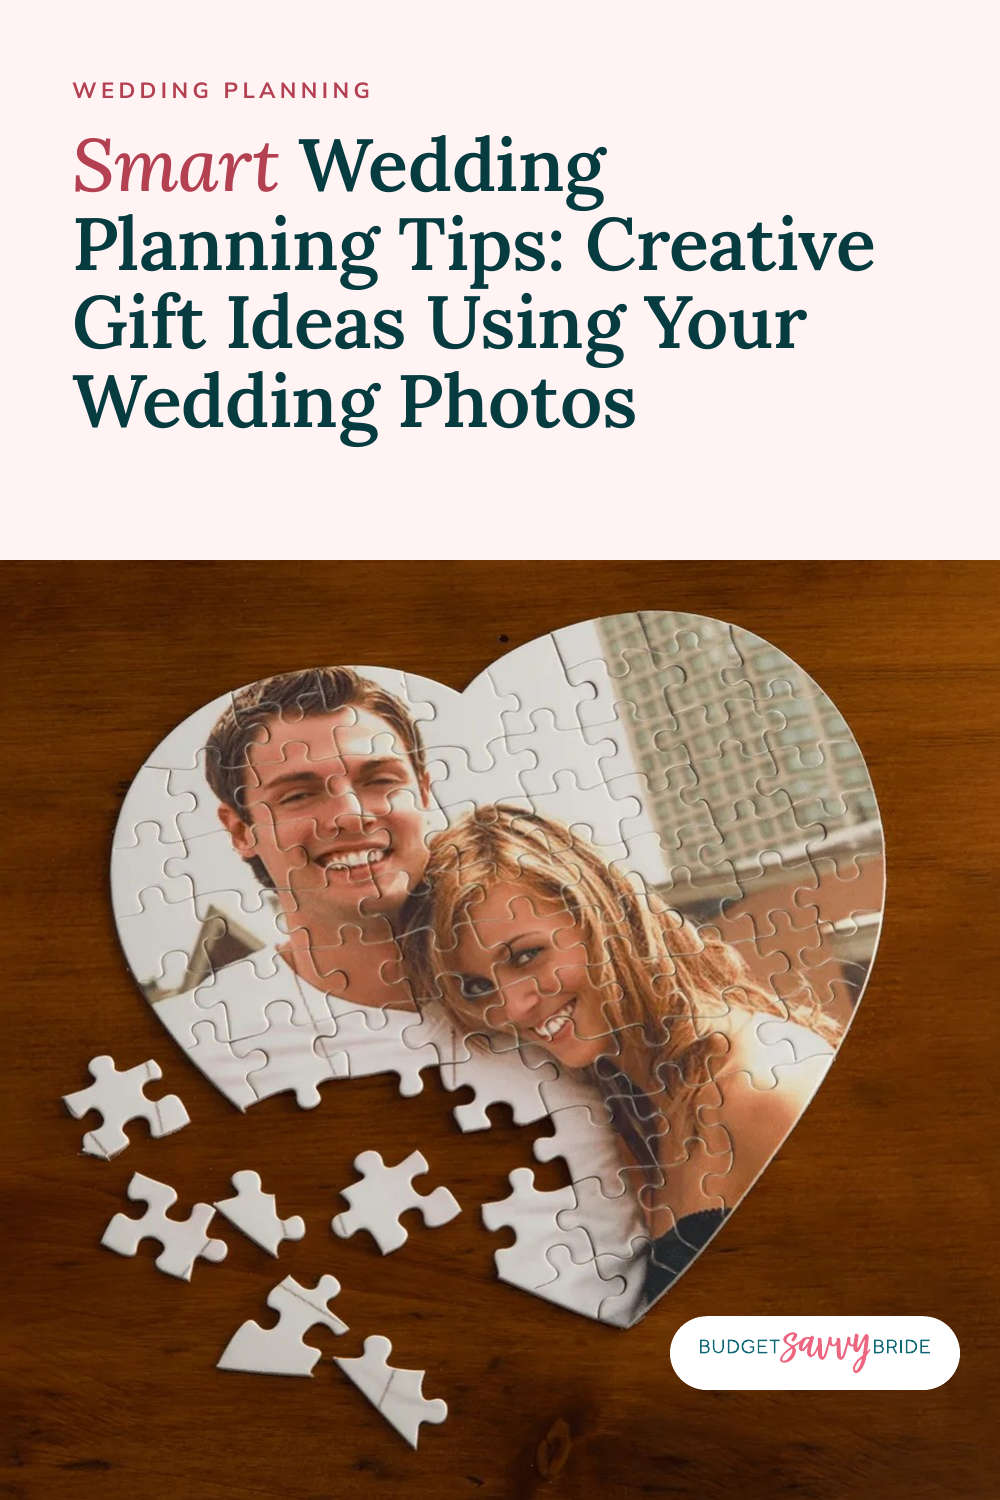 WEDDING PLANNING
Smart Wedding
Planning Tips: Creative
Gift Ideas Using Your
Wedding Photos
BUDGET savvy BRIDE